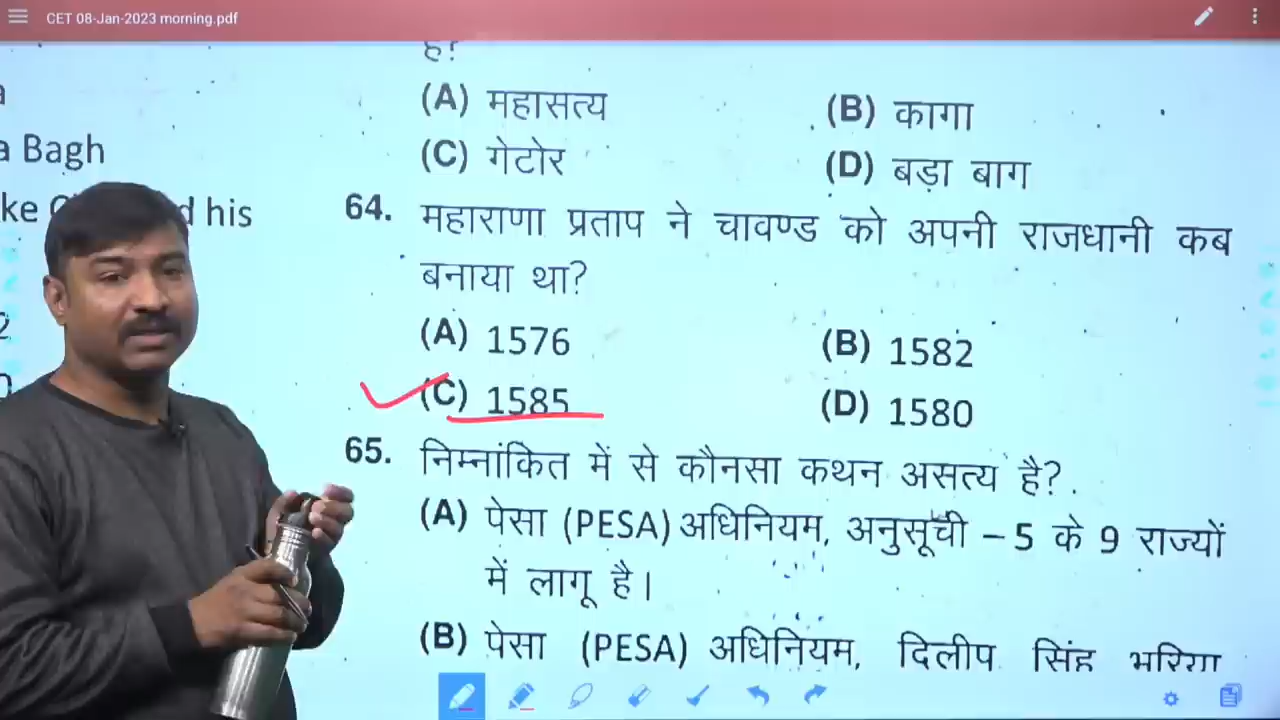 CET 08-Jan-2023 morning.pdf
है?
(A) महासत्य
(B) कागा
a Bagh
(C) गेटोर
(D) बड़ा बाग
d his
64. महाराणा प्रताप ने चावण्ड को अपनी राजधानी कब
बनाया था?
(A) 1576
(B) 1582
(C) 1585
(D) 1580
65. निम्नांकित में से कौनसा कथन असत्य है?
(A) पेसा (PESA) अधिनियम, अनुसूची – 5 के 9 राज्यों
में लागू है।
(B) पेसा (PESA) अधिनियम, दिलीप सिंह भूरिया